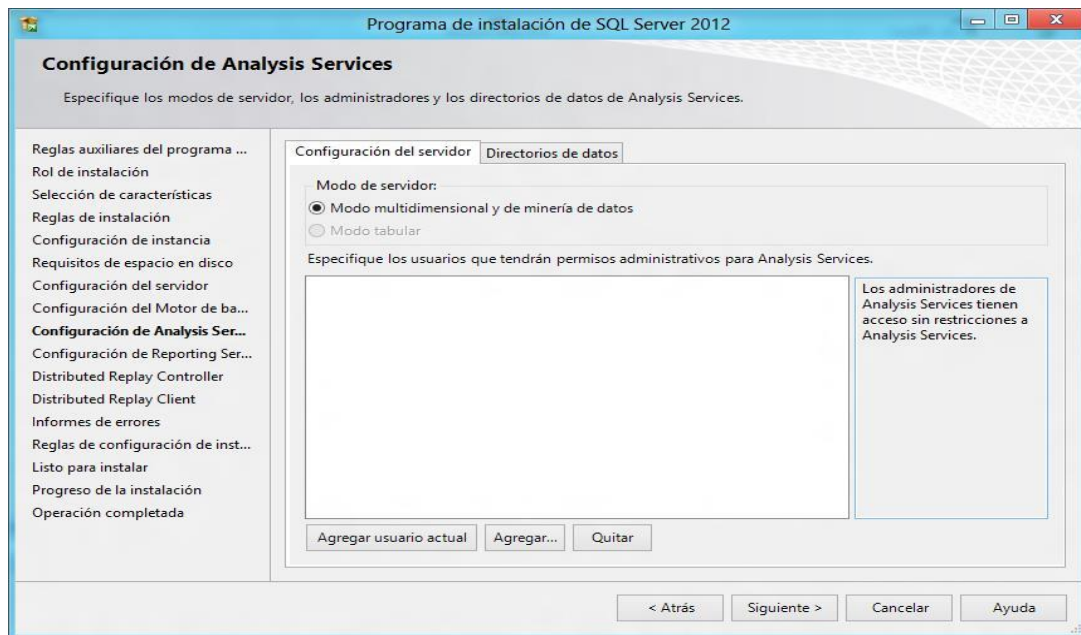 Programa de instalación de SQL Server 2012
Configuración de Analysis Services
Especifique los modos de servidor, los administradores y los directorios de datos de Analysis Services.
Reglas auxiliares del programa ...
Rol de instalación
Selección de características
Reglas de instalación
Configuración de instancia
Requisitos de espacio en disco
Configuración del servidor
Configuración del Motor de ba...
Configuración de Analysis Ser...
Configuración de Reporting Ser...
Distributed Replay Controller
Distributed Replay Client
Informes de errores
Reglas de configuración de inst...
Listo para instalar
Progreso de la instalación
Operación completada
Configuración del servidor
Directorios de datos
Modo de servidor:
Modo multidimensional y de minería de datos
Modo tabular
Especifique los usuarios que tendrán permisos administrativos para Analysis Services.
Los administradores de
Analysis Services tienen
acceso sin restricciones a
Analysis Services.
Agregar usuario actual
Agregar...
Quitar
< Atrás
Siguiente >
Cancelar
Ayuda